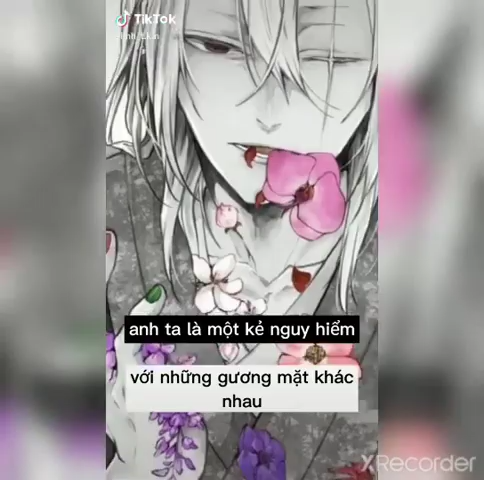 TikTok
anh ta là một kẻ nguy hiểm
với những gương mặt khác
nhau
XRecorder